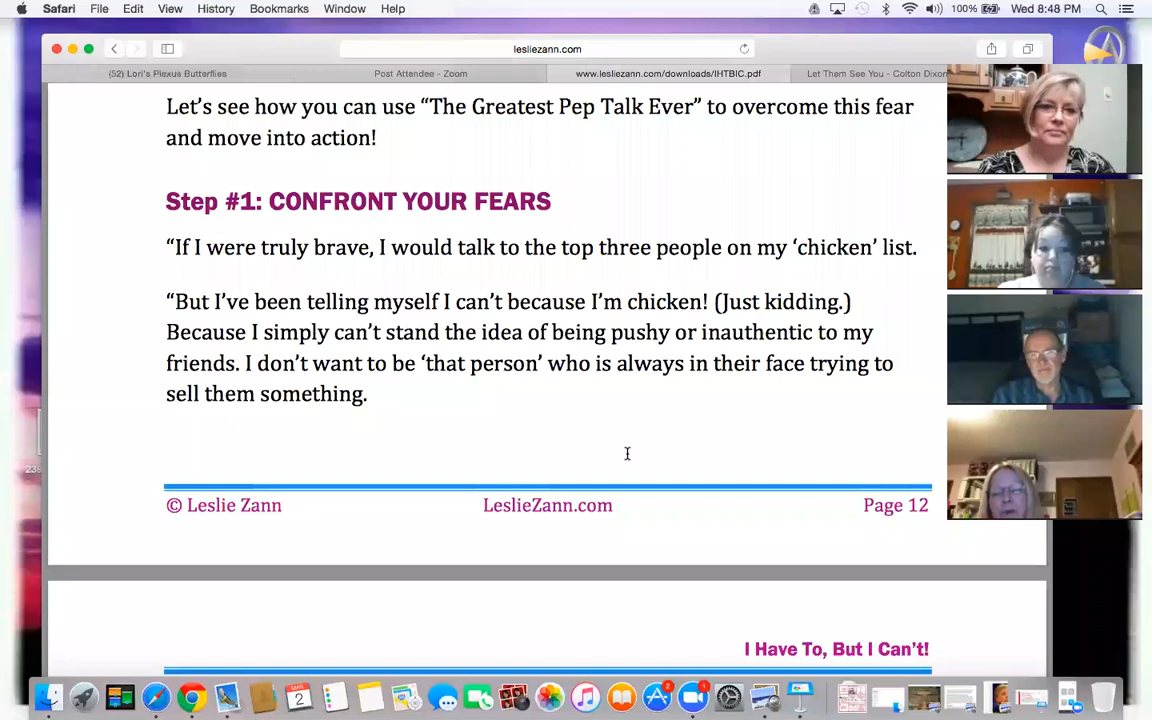 Safari File Edit View History Bookmarks Window Help 100% Wed 8:48 PM
lesliezann.com
(52) Lori's Plexus Butterflies Post Attendee - Zoom www.lesliezann.com/downloads/IHTBIC.pdf Let Them See You - Colton Dixon
Let's see how you can use “The Greatest Pep Talk Ever” to overcome this fear
and move into action!
Step #1: CONFRONT YOUR FEARS
“If I were truly brave, I would talk to the top three people on my ‘chicken’ list.
“But I’ve been telling myself I can’t because I’m chicken! (Just kidding.)
Because I simply can’t stand the idea of being pushy or inauthentic to my
friends. I don’t want to be ‘that person’ who is always in their face trying to
sell them something.
© Leslie Zann LeslieZann.com Page 12
I Have To, But I Can’t!
MAR
2
2
1